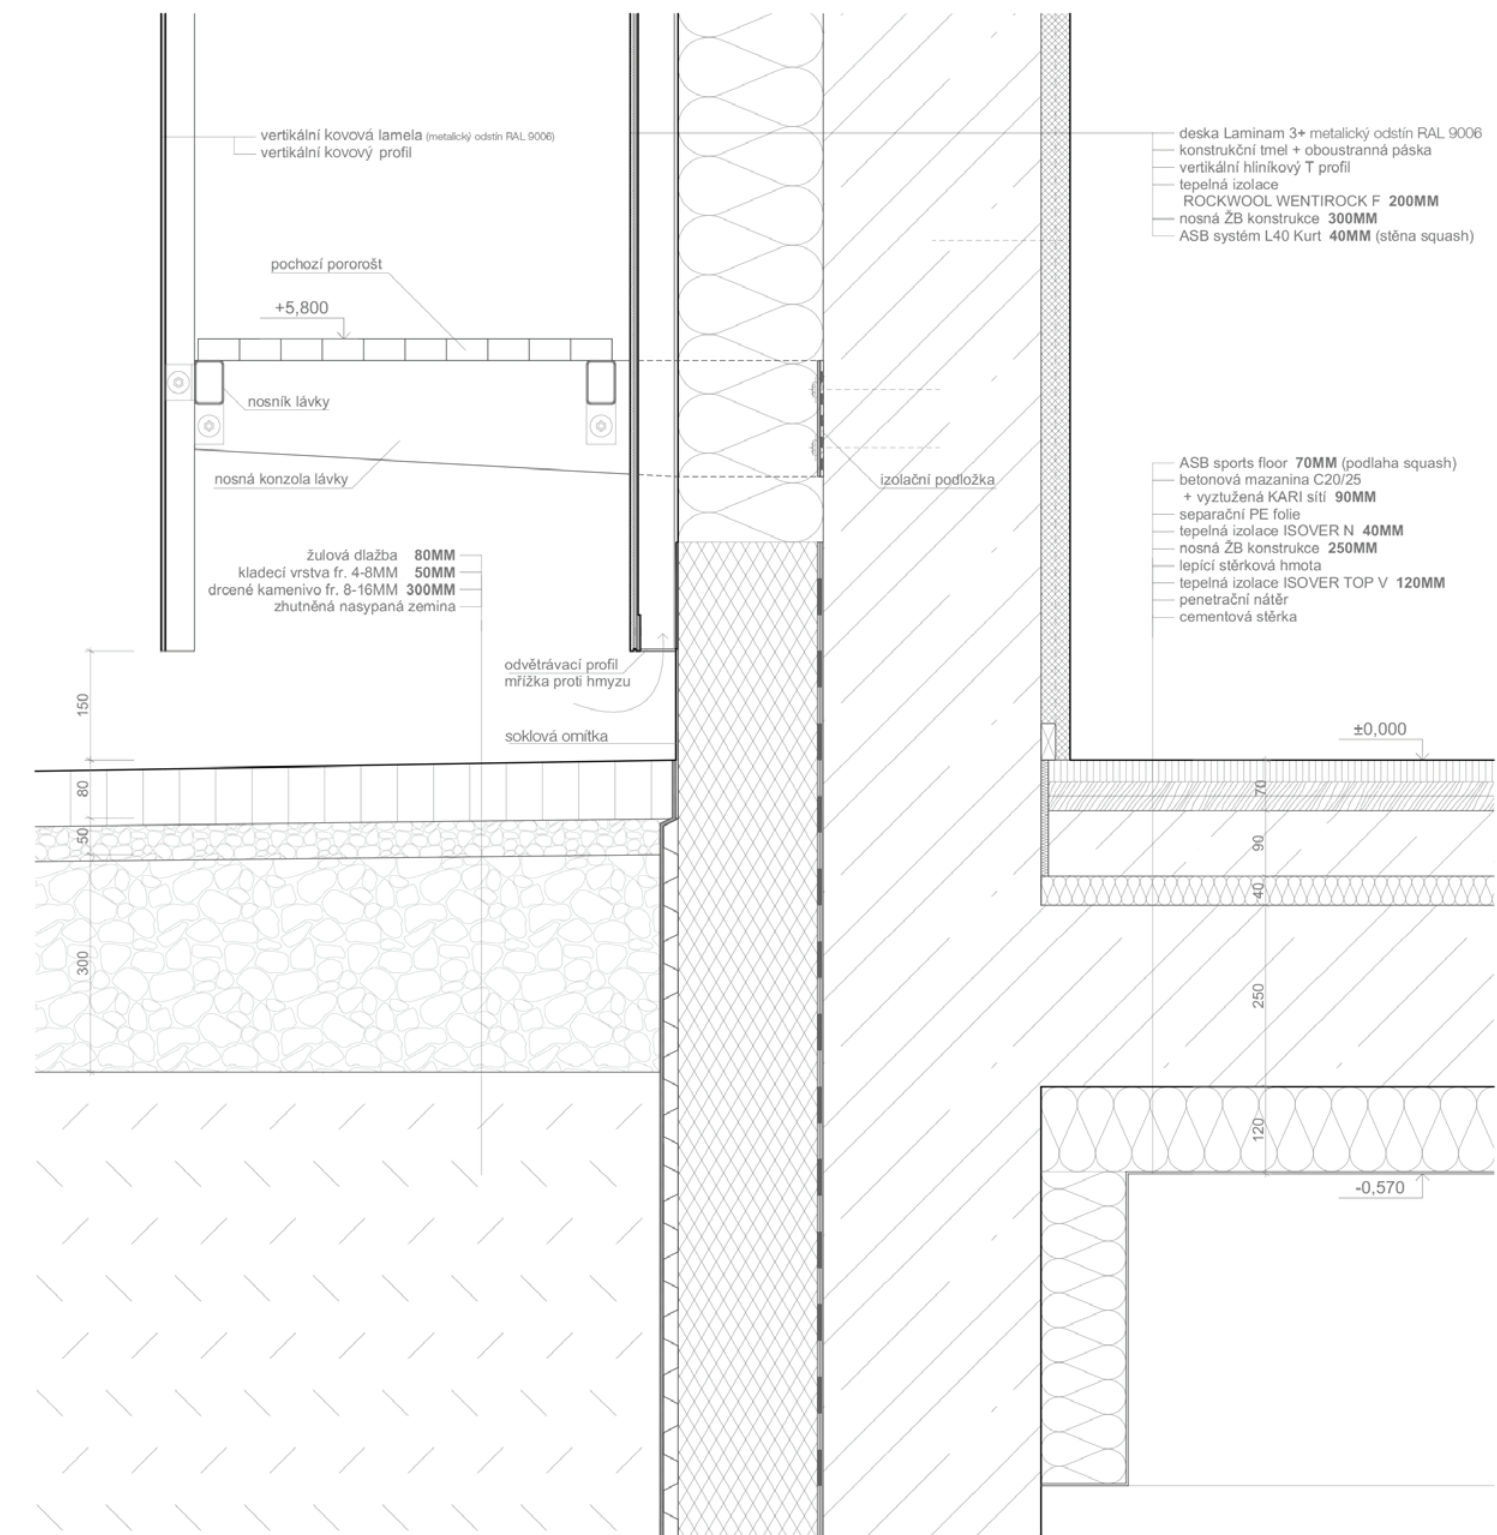 vertikální kovová lamela (metalický odstín RAL 9006)
vertikální kovový profil
deska Laminam 3+ metalický odstín RAL 9006
konstrukční tmel + oboustranná páska
vertikální hliníkový T profil
tepelná izolace
ROCKWOOL WENTIROCK F 200MM
nosná ŽB konstrukce 300MM
ASB systém L40 Kurt 40MM (stěna squash)
pochozí pororošt
+5,800
nosník lávky
nosná konzola lávky
izolační podložka
ASB sports floor 70MM (podlaha squash)
betonová mazanina C20/25
+ vyztužená KARI sítí 90MM
separační PE folie
tepelná izolace ISOVER N 40MM
nosná ŽB konstrukce 250MM
lepící stěrková hmota
tepelná izolace ISOVER TOP V 120MM
penetrační nátěr
cementová stěrka
žulová dlažba 80MM
kladecí vrstva fr. 4-8MM 50MM
drcené kamenivo fr. 8-16MM 300MM
zhutněná nasypaná zemina
odvětrávací profil
mřížka proti hmyzu
soklová omítka
150
80
50
300
±0,000
70
90
40
250
120
-0,570